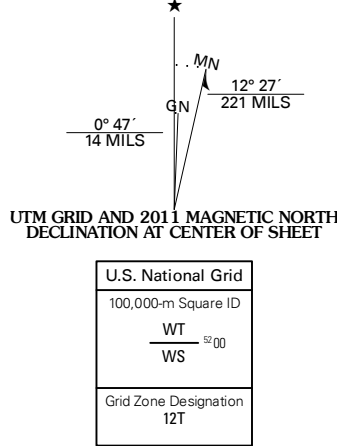 ★
MN
GN
12° 27´
221 MILS
0° 47´
14 MILS
UTM GRID AND 2011 MAGNETIC NORTH
DECLINATION AT CENTER OF SHEET
U.S. National Grid
100,000-m Square ID
WT
WS
52 00
Grid Zone Designation
12T